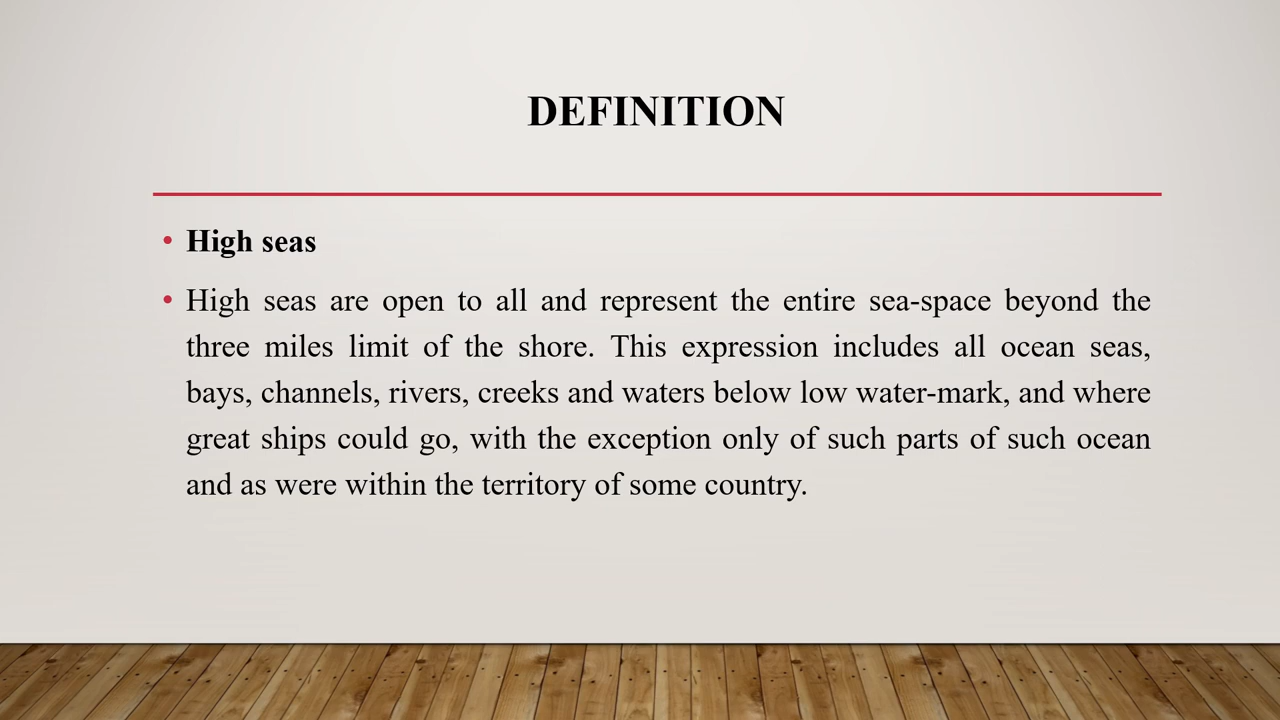 DEFINITION
High seas
High seas are open to all and represent the entire sea-space beyond the
three miles limit of the shore. This expression includes all ocean seas,
bays, channels, rivers, creeks and waters below low water-mark, and where
great ships could go, with the exception only of such parts of such ocean
and as were within the territory of some country.